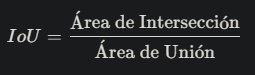 IoU = Área de Intersección
Área de Unión